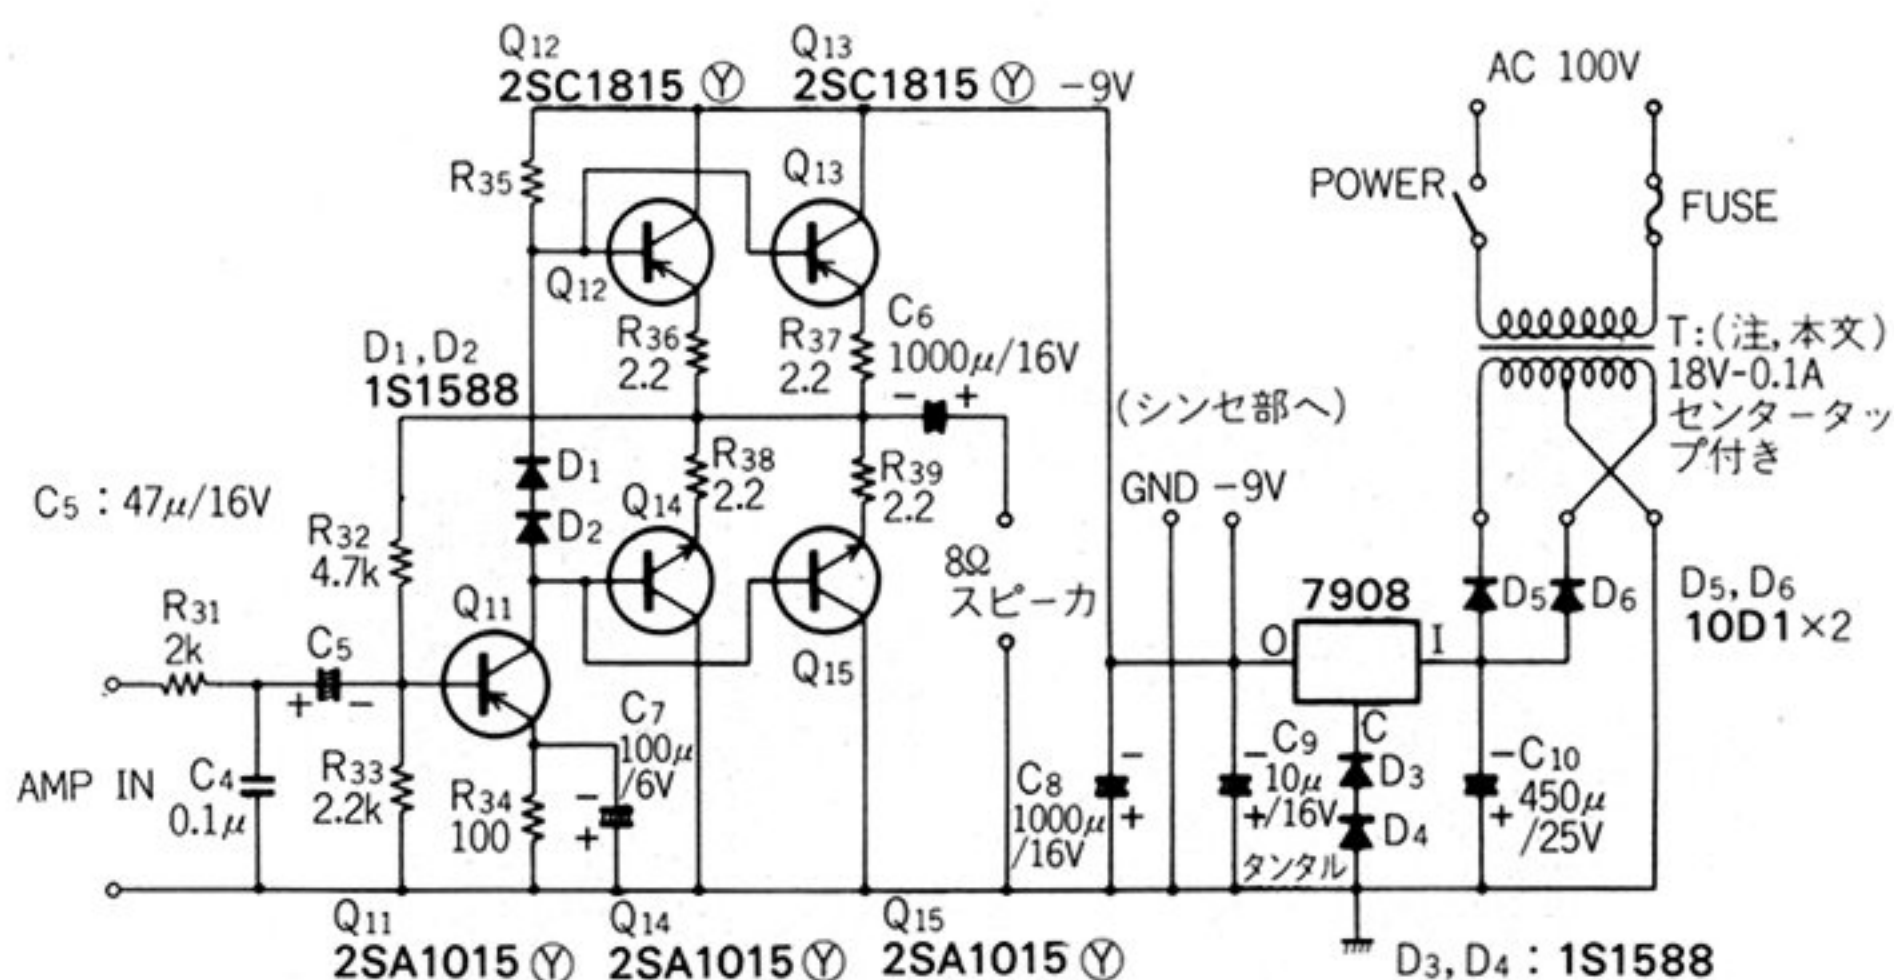 Q12
2SC1815 Ⓨ
Q13
2SC1815 Ⓨ
-9V
AC 100V
R35
Q13
POWER
FUSE
Q12
R36
2.2
R37
2.2
C6
1000μ/16V
- +
D1, D2
1S1588
T:(注,本文)
18V-0.1A
センタータッ
プ付き
(シンセ部へ)
GND -9V
D1
R38
2.2
R39
2.2
C5 : 47μ/16V
Q14
D2
R32
4.7k
8Ω
スピーカ
7908
D5
D6
D5, D6
10D1×2
R31
2k
C5
+ -
Q11
Q15
O
I
C
AMP IN
C4
0.1μ
R33
2.2k
R34
100
C7
100μ
/6V
-
+
C8
1000μ
/16V
-
+
-C9
10μ
+/16V
タンタル
D3
D4
-C10
450μ
+
/25V
Q11
2SA1015 Ⓨ
Q14
2SA1015 Ⓨ
Q15
2SA1015 Ⓨ
D3, D4 : 1S1588